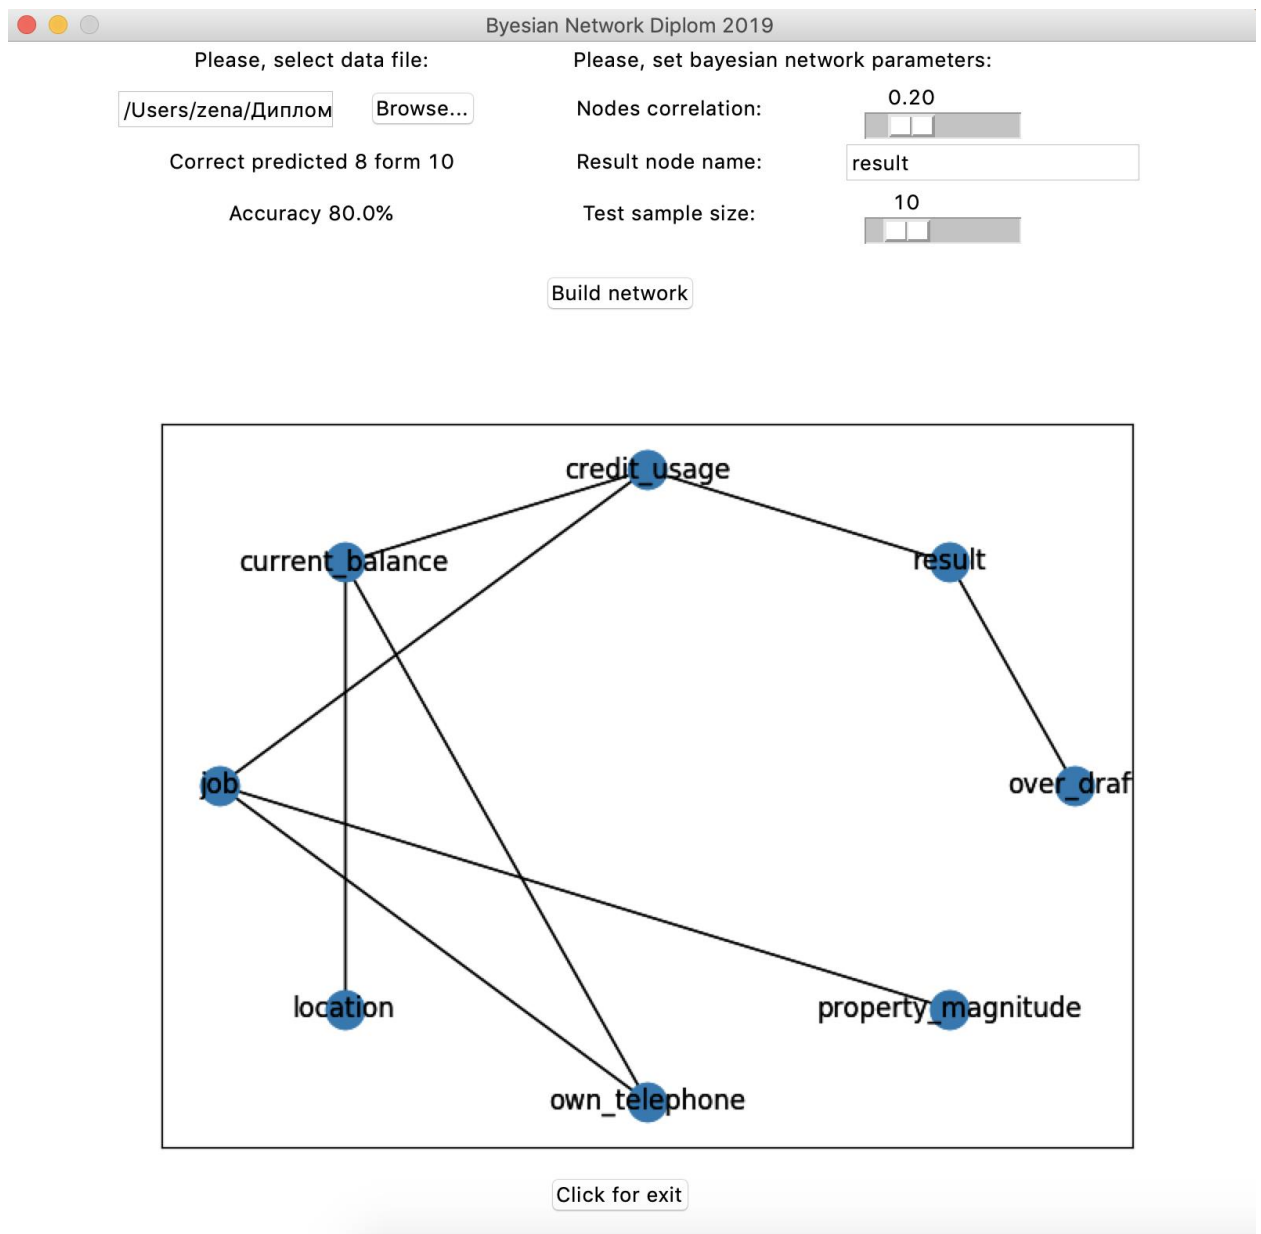 Byesian Network Diplom 2019
Please, select data file:
Please, set bayesian network parameters:
/Users/zena/Диплом
Browse...
Nodes correlation:
0.20
Correct predicted 8 form 10
Result node name:
result
Accuracy 80.0%
Test sample size:
10
Build network
credit_usage
current_balance
result
job
over_draf
location
property_magnitude
own_telephone
Click for exit